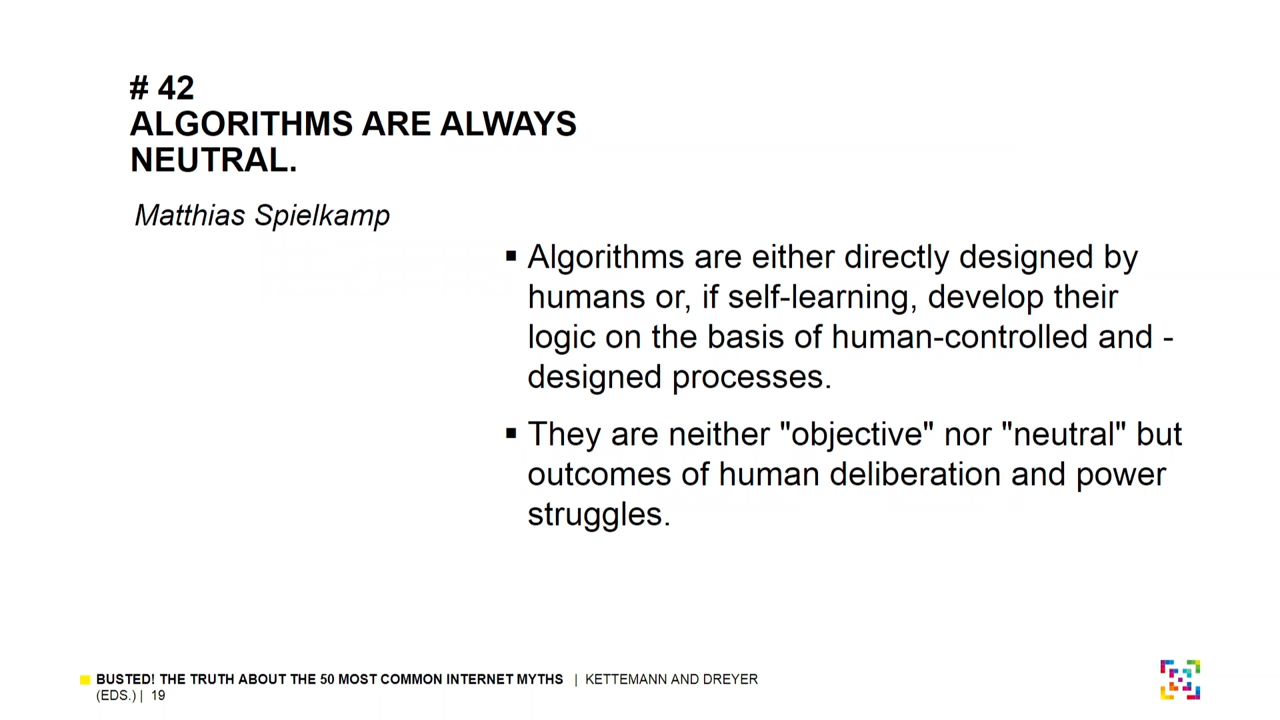 # 42
ALGORITHMS ARE ALWAYS
NEUTRAL.
Matthias Spielkamp
▪ Algorithms are either directly designed by
humans or, if self-learning, develop their
logic on the basis of human-controlled and -
designed processes.
▪ They are neither "objective" nor "neutral" but
outcomes of human deliberation and power
struggles.
BUSTED! THE TRUTH ABOUT THE 50 MOST COMMON INTERNET MYTHS | KETTEMANN AND DREYER
(EDS.) | 19